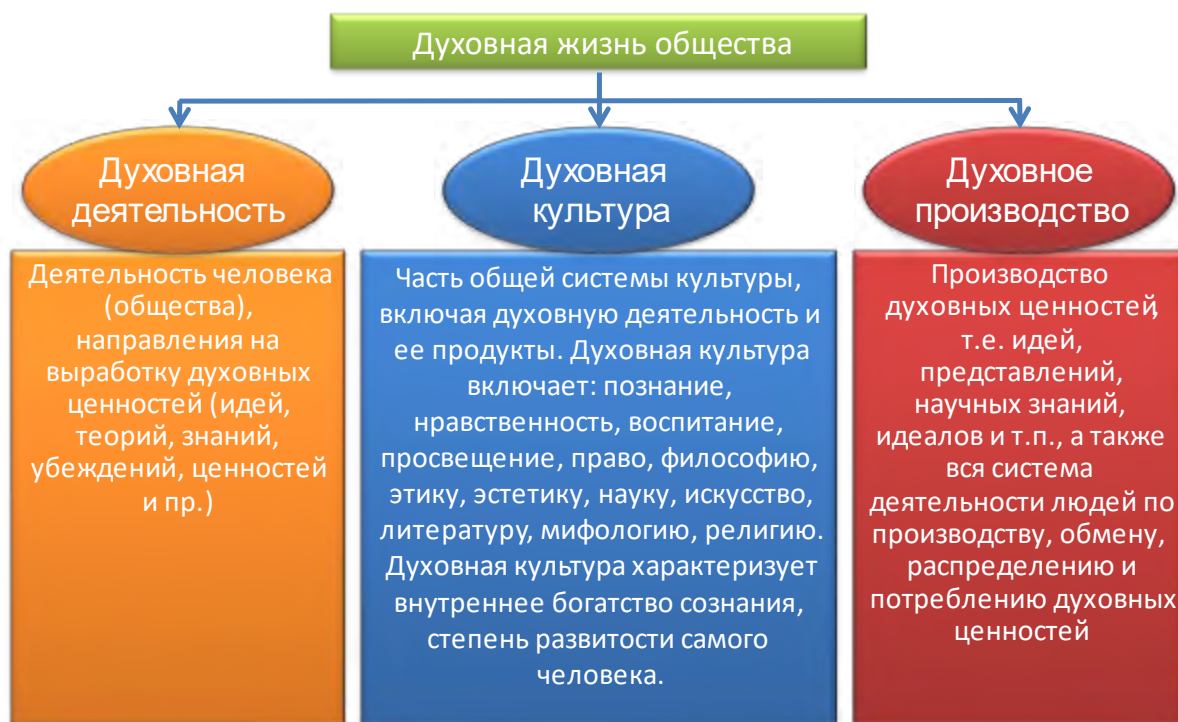 Духовная жизнь общества
Духовная
деятельность
Деятельность человека
(общества),
направления на
выработку духовных
ценностей (идей,
теорий, знаний,
убеждений, ценностей
и пр.)
Духовная
культура
Часть общей системы культуры,
включая духовную деятельность и
ее продукты. Духовная культура
включает: познание,
нравственность, воспитание,
просвещение, право, философию,
этику, эстетику, науку, искусство,
литературу, мифологию, религию.
Духовная культура характеризует
внутреннее богатство сознания,
степень развитости самого
человека.
Духовное
производство
Производство
духовных ценностей,
т.е. идей,
представлений,
научных знаний,
идеалов и т.п., а также
вся система
деятельности людей по
производству, обмену,
распределению и
потреблению духовных
ценностей